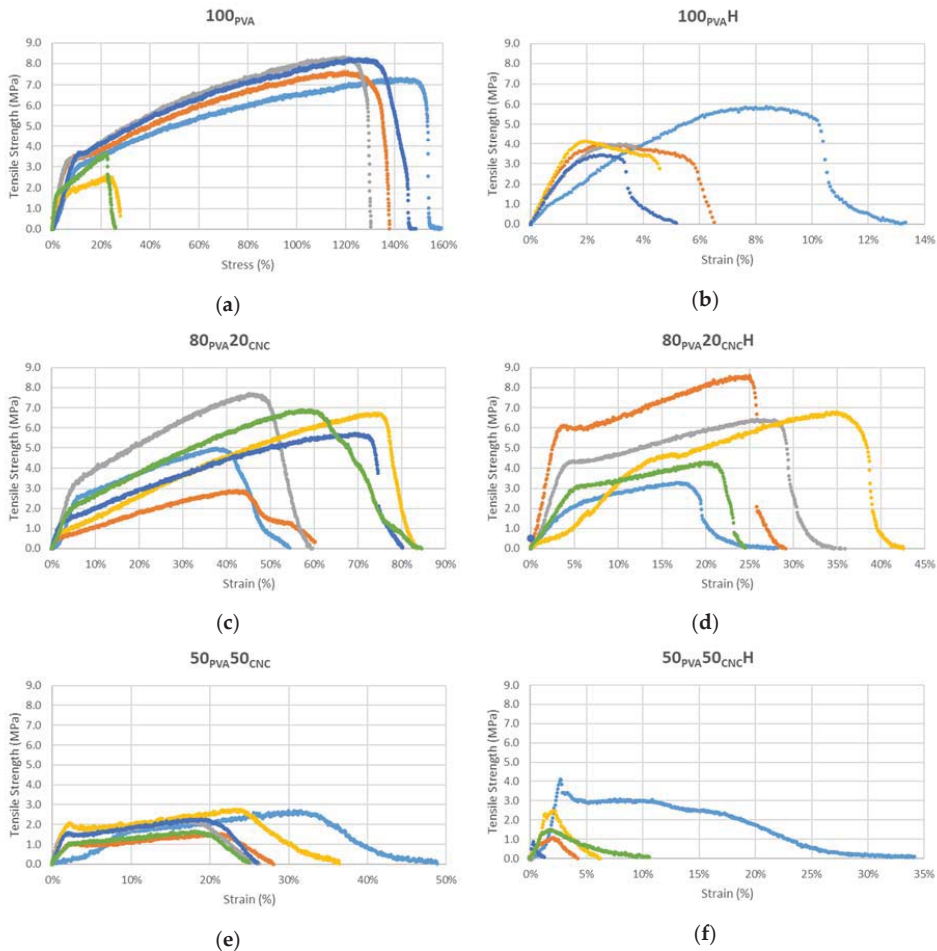 100PVA
9.0
8.0
7.0
6.0
5.0
4.0
3.0
2.0
1.0
0.0
Tensile Strength (MPa)
0% 20% 40% 60% 80% 100% 120% 140% 160%
Stress (%)
(a)
100PVAH
9.0
8.0
7.0
6.0
5.0
4.0
3.0
2.0
1.0
0.0
Tensile Strength (MPa)
0% 2% 4% 6% 8% 10% 12% 14%
Strain (%)
(b)
80PVA20CNC
9.0
8.0
7.0
6.0
5.0
4.0
3.0
2.0
1.0
0.0
Tensile Strength (MPa)
0% 10% 20% 30% 40% 50% 60% 70% 80% 90%
Strain (%)
(c)
80PVA20CNCH
9.0
8.0
7.0
6.0
5.0
4.0
3.0
2.0
1.0
0.0
Tensile Strength (MPa)
0% 5% 10% 15% 20% 25% 30% 35% 40% 45%
Strain (%)
(d)
50PVA50CNC
9.0
8.0
7.0
6.0
5.0
4.0
3.0
2.0
1.0
0.0
Tensile Strength (MPa)
0% 10% 20% 30% 40% 50%
Strain (%)
(e)
50PVA50CNCH
9.0
8.0
7.0
6.0
5.0
4.0
3.0
2.0
1.0
0.0
Tensile Strength (MPa)
0% 5% 10% 15% 20% 25% 30% 35%
Strain (%)
(f)